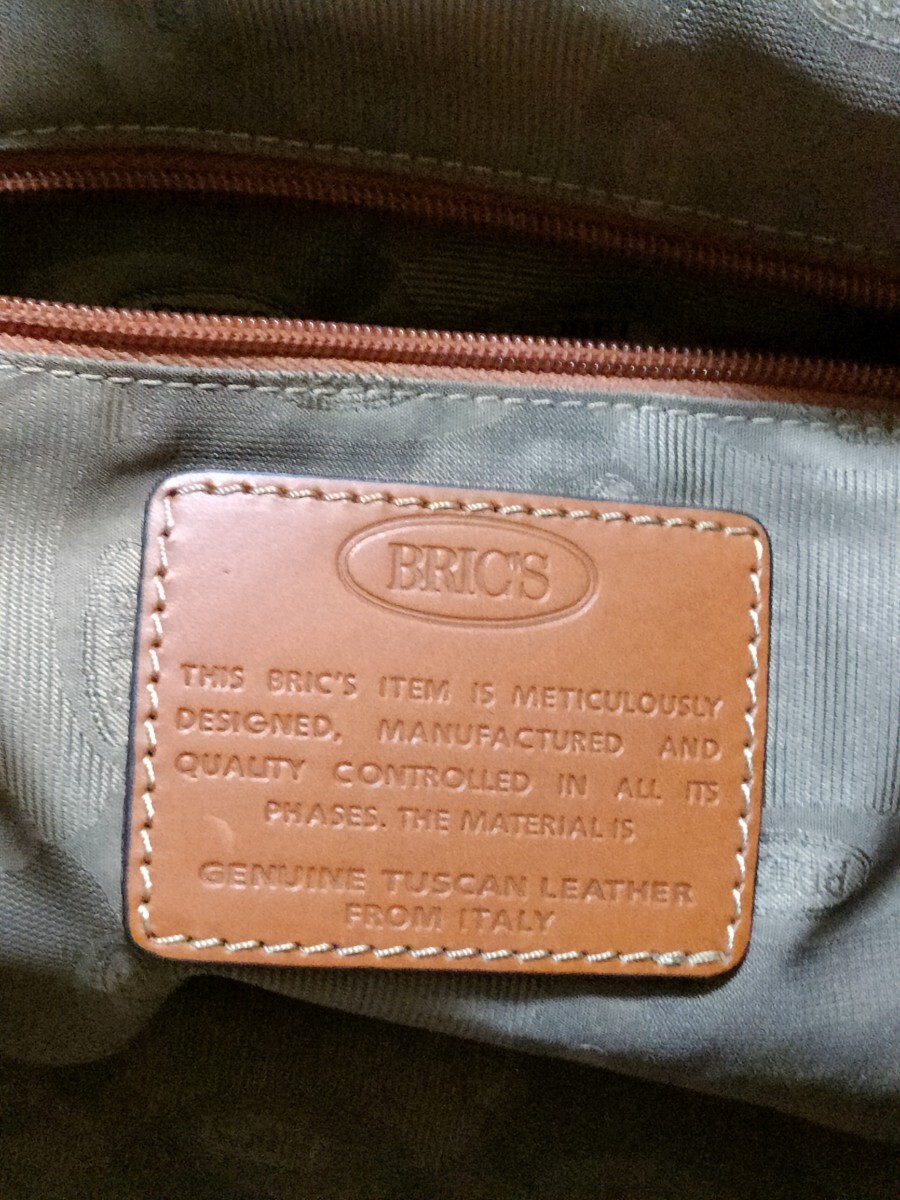 BRIC'S
THIS BRIC'S ITEM IS METICULOUSLY
DESIGNED, MANUFACTURED AND
QUALITY CONTROLLED IN ALL ITS
PHASES. THE MATERIAL IS
GENUINE TUSCAN LEATHER
FROM ITALY